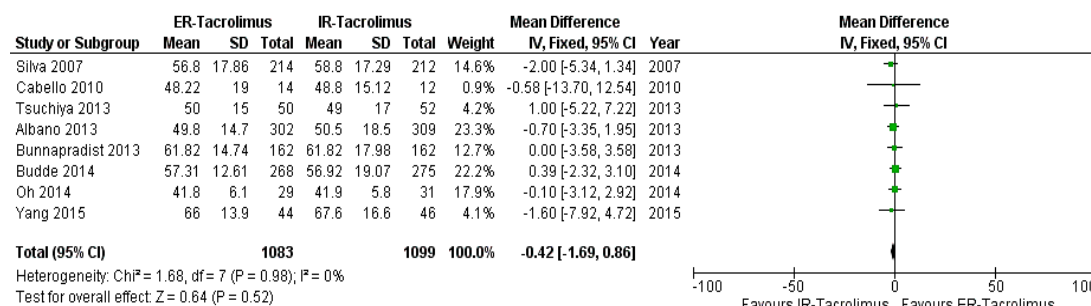 ER-Tacrolimus IR-Tacrolimus Mean Difference Mean Difference
Study or Subgroup Mean SD Total Mean SD Total Weight IV, Fixed, 95% CI Year IV, Fixed, 95% CI
Silva 2007 56.8 17.86 214 58.8 17.29 212 14.6% -2.00 [-5.34, 1.34] 2007
Cabello 2010 48.22 19 14 48.8 15.12 12 0.9% -0.58 [-13.70, 12.54] 2010
Tsuchiya 2013 50 15 50 49 17 52 4.2% 1.00 [-5.22, 7.22] 2013
Albano 2013 49.8 14.7 302 50.5 18.5 309 23.3% -0.70 [-3.35, 1.95] 2013
Bunnapradist 2013 61.82 14.74 162 61.82 17.98 162 12.7% 0.00 [-3.58, 3.58] 2013
Budde 2014 57.31 12.61 268 56.92 19.07 275 22.2% 0.39 [-2.32, 3.10] 2014
Oh 2014 41.8 6.1 29 41.9 5.8 31 17.9% -0.10 [-3.12, 2.92] 2014
Yang 2015 66 13.9 44 67.6 16.6 46 4.1% -1.60 [-7.92, 4.72] 2015
Total (95% CI) 1083 1099 100.0% -0.42 [-1.69, 0.86]
Heterogeneity: Chi² = 1.68, df = 7 (P = 0.98); I² = 0%
Test for overall effect: Z = 0.64 (P = 0.52)
-100 -50 0 50 100
Favours IR-Tacrolimus Favours ER-Tacrolimus